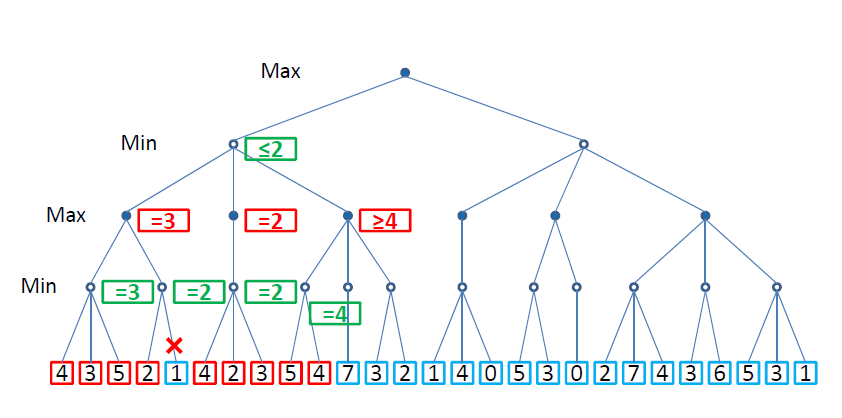 Max
Min ≤2
Max =3 =2 ≥4
Min =3 =2 =2
=4
4 3 5 2 1 4 2 3 5 4 7 3 2 1 4 0 5 3 0 2 7 4 3 6 5 3 1